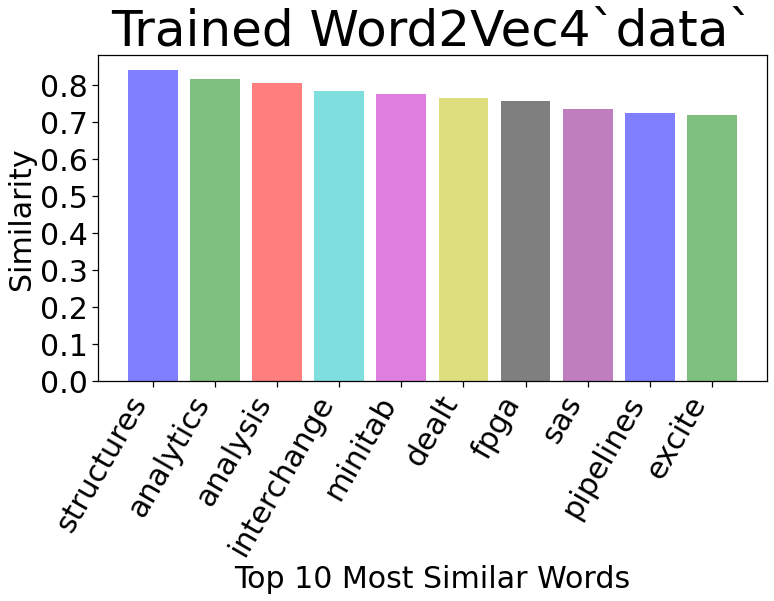 Trained Word2Vec4`data`
Similarity
0.8
0.7
0.6
0.5
0.4
0.3
0.2
0.1
0.0
structures
analytics
analysis
interchange
minitab
dealt
fpga
sas
pipelines
excite
Top 10 Most Similar Words